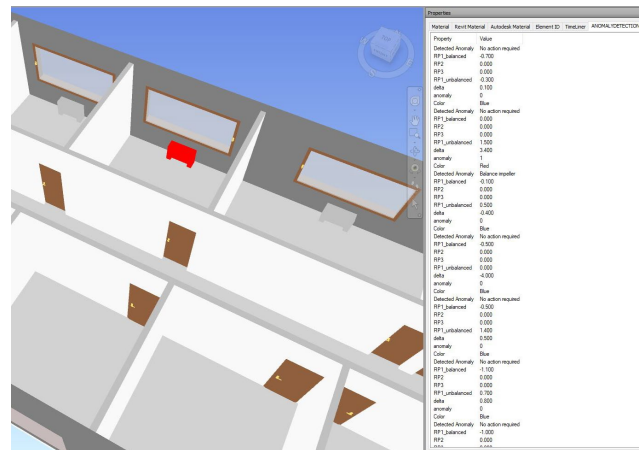 Properties
Material Revit Material Autodesk Material Element ID TimeLiner ANOMALYDETECTION
Property Value
Detected Anomaly No action required
RP1_balanced -0.700
RP2 0.000
RP3 0.000
RP1_unbalanced -0.300
delta 0.100
anomaly 0
Color Blue
Detected Anomaly No action required
RP1_balanced 0.000
RP2 0.000
RP3 0.000
RP1_unbalanced 1.500
delta 3.400
anomaly 1
Color Red
Detected Anomaly Balance impeller
RP1_balanced -0.100
RP2 0.000
RP3 0.000
RP1_unbalanced 0.500
delta -0.400
anomaly 0
Color Blue
Detected Anomaly No action required
RP1_balanced -0.500
RP2 0.000
RP3 0.000
RP1_unbalanced 0.000
delta -4.000
anomaly 0
Color Blue
Detected Anomaly No action required
RP1_balanced -0.500
RP2 0.000
RP3 0.000
RP1_unbalanced 1.400
delta 0.500
anomaly 0
Color Blue
Detected Anomaly No action required
RP1_balanced -1.100
RP2 0.000
RP3 0.000
RP1_unbalanced 0.700
delta 0.800
anomaly 0
Color Blue
Detected Anomaly No action required
RP1_balanced -1.000
RP2 0.000